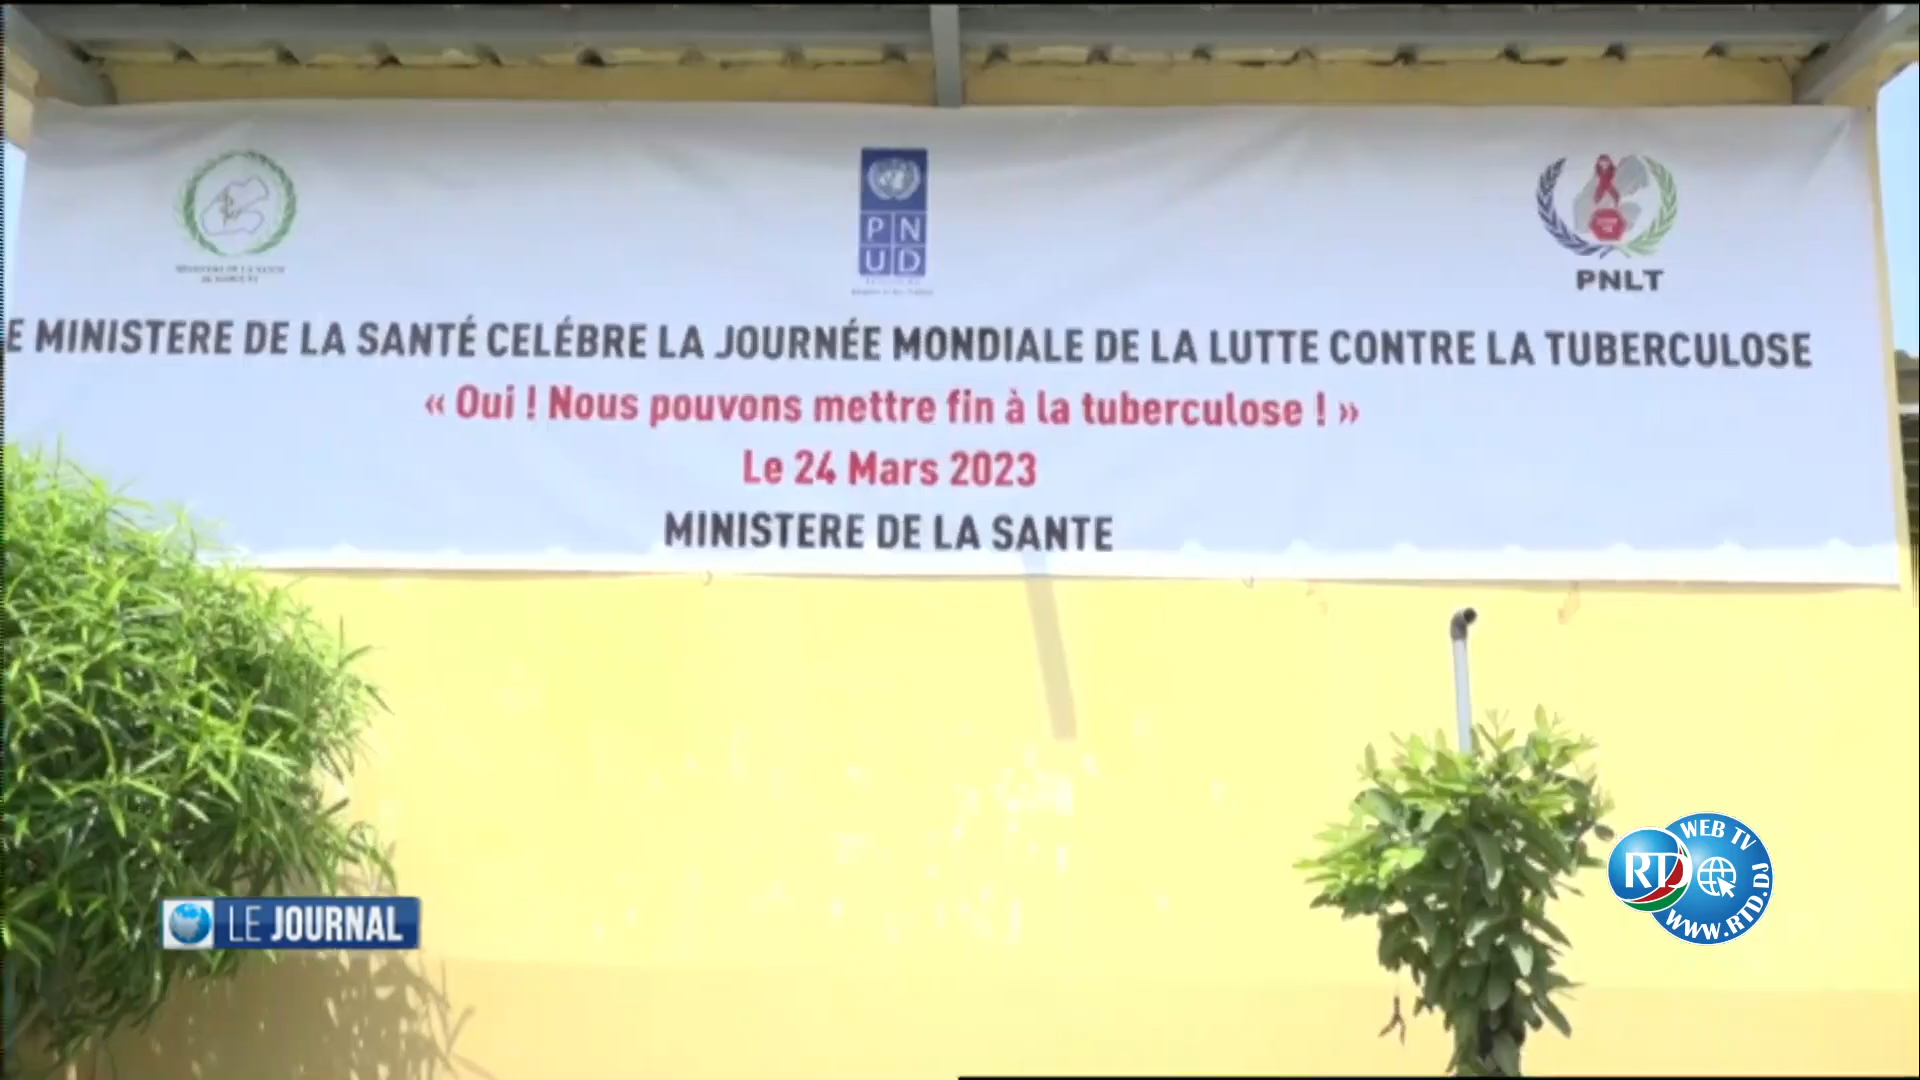 PN
UD
PNLT
E MINISTERE DE LA SANTÉ CELÉBRE LA JOURNÉE MONDIALE DE LA LUTTE CONTRE LA TUBERCULOSE
« Oui ! Nous pouvons mettre fin à la tuberculose ! »
Le 24 Mars 2023
MINISTERE DE LA SANTE
LE JOURNAL
WEB TV
RTD
WWW.RTD.DJ